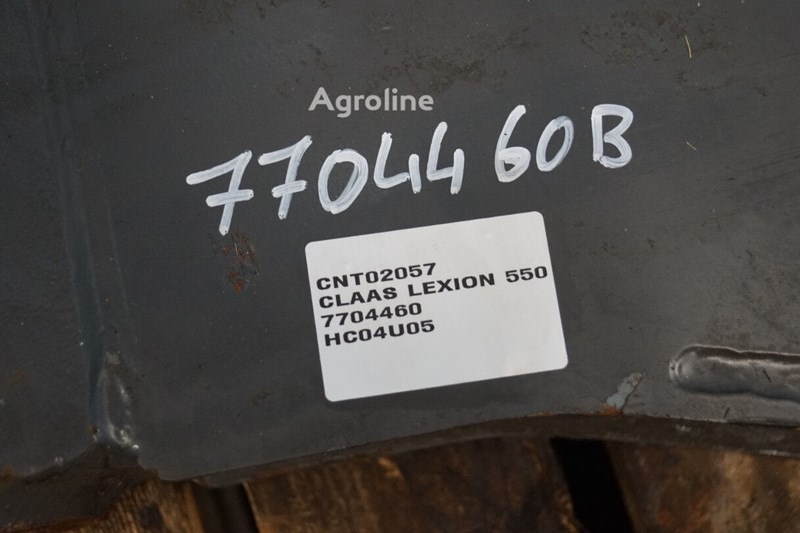 Agroline
7704460B
CNT02057
CLAAS LEXION 550
7704460
HC04U05